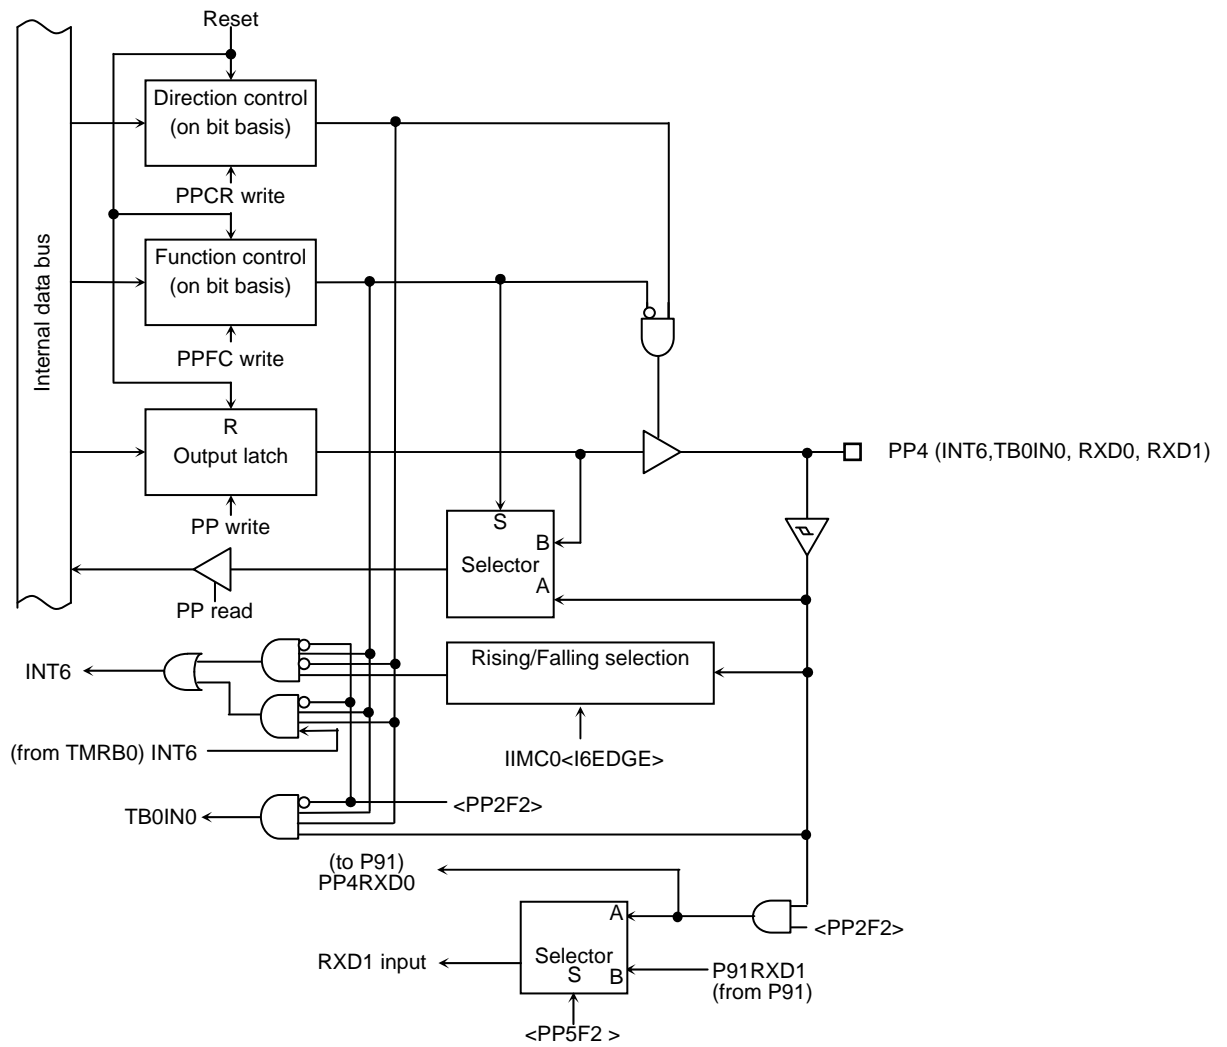 Reset
Internal data bus
Direction control
(on bit basis)
PPCR write
Function control
(on bit basis)
PPFC write
R
Output latch
PP write
PP4 (INT6,TB0IN0, RXD0, RXD1)
S
B
Selector
A
PP read
Rising/Falling selection
INT6
(from TMRB0) INT6
IIMC0<I6EDGE>
<PP2F2>
TB0IN0
(to P91)
PP4RXD0
A
<PP2F2>
RXD1 input
Selector
S
B
P91RXD1
(from P91)
<PP5F2 >